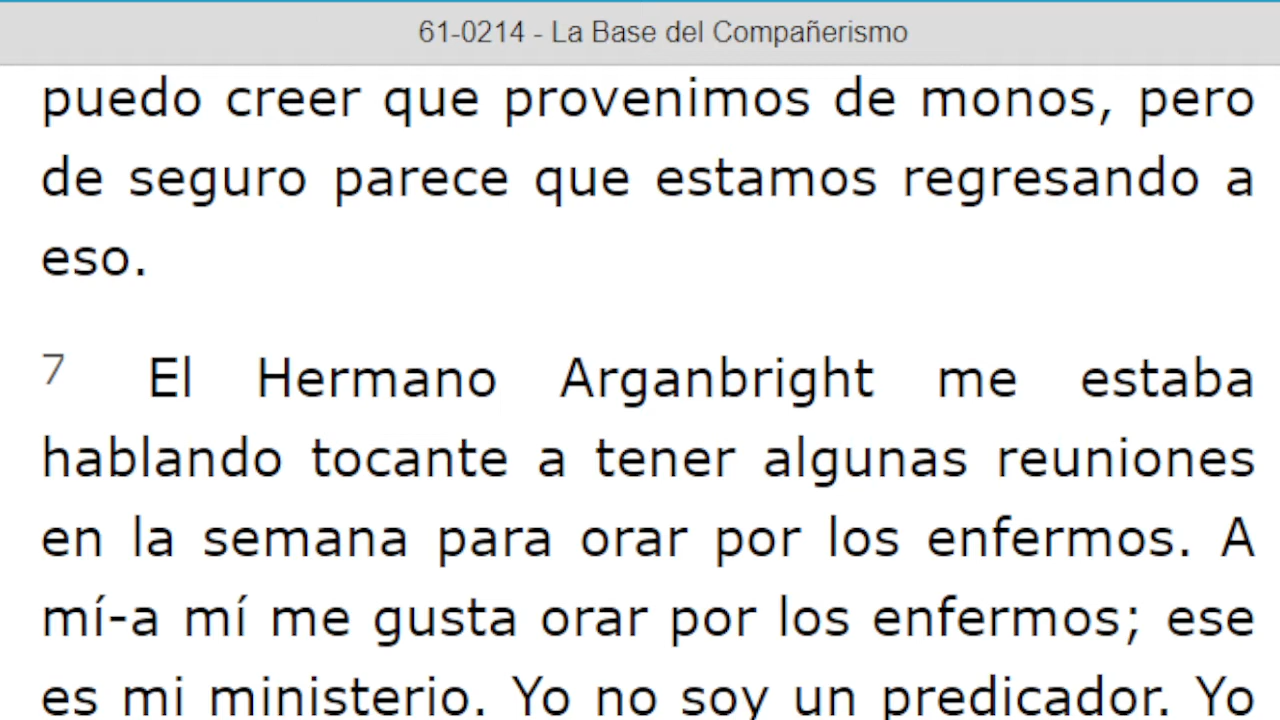 61-0214 - La Base del Compañerismo
puedo creer que provenimos de monos, pero
de seguro parece que estamos regresando a
eso.
7 El Hermano Arganbright me estaba
hablando tocante a tener algunas reuniones
en la semana para orar por los enfermos. A
mí-a mí me gusta orar por los enfermos; ese
es mi ministerio. Yo no soy un predicador. Yo